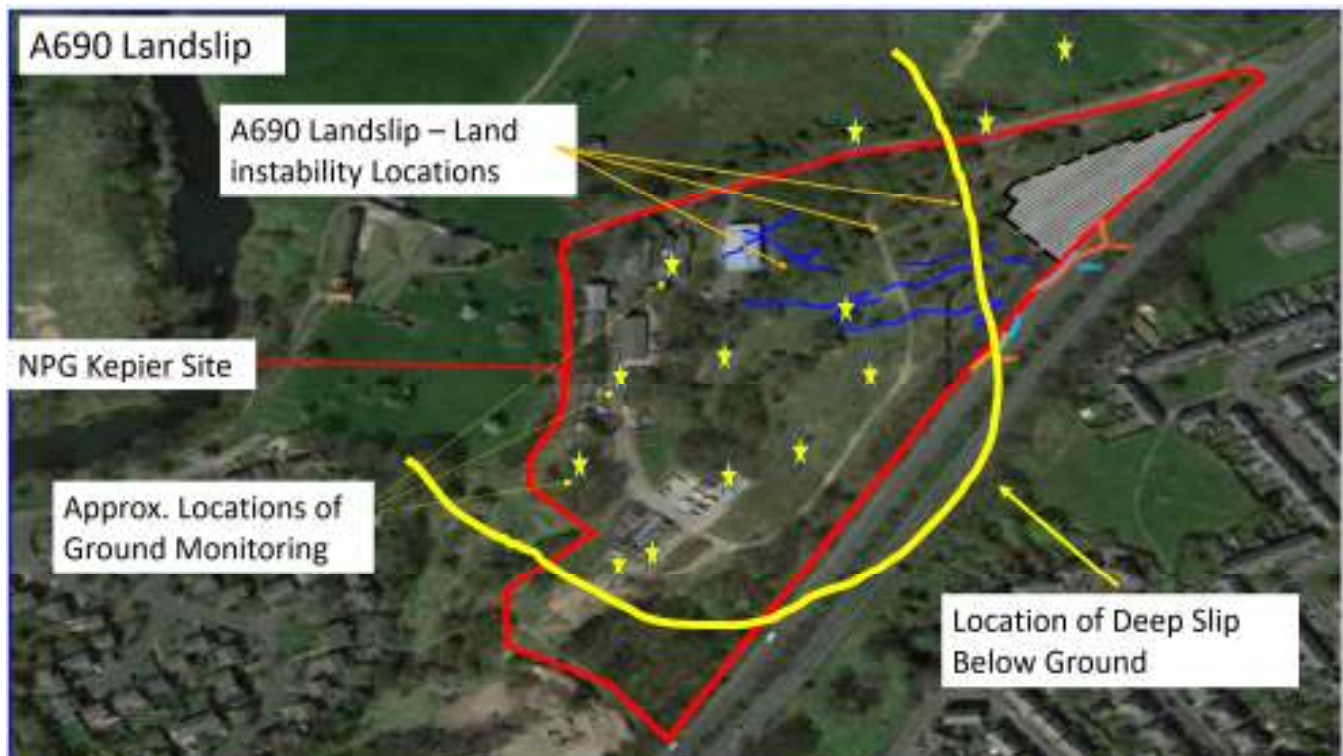 A690 Landslip
A690 Landslip – Land
instability Locations
NPG Kepier Site
Approx. Locations of
Ground Monitoring
Location of Deep Slip
Below Ground